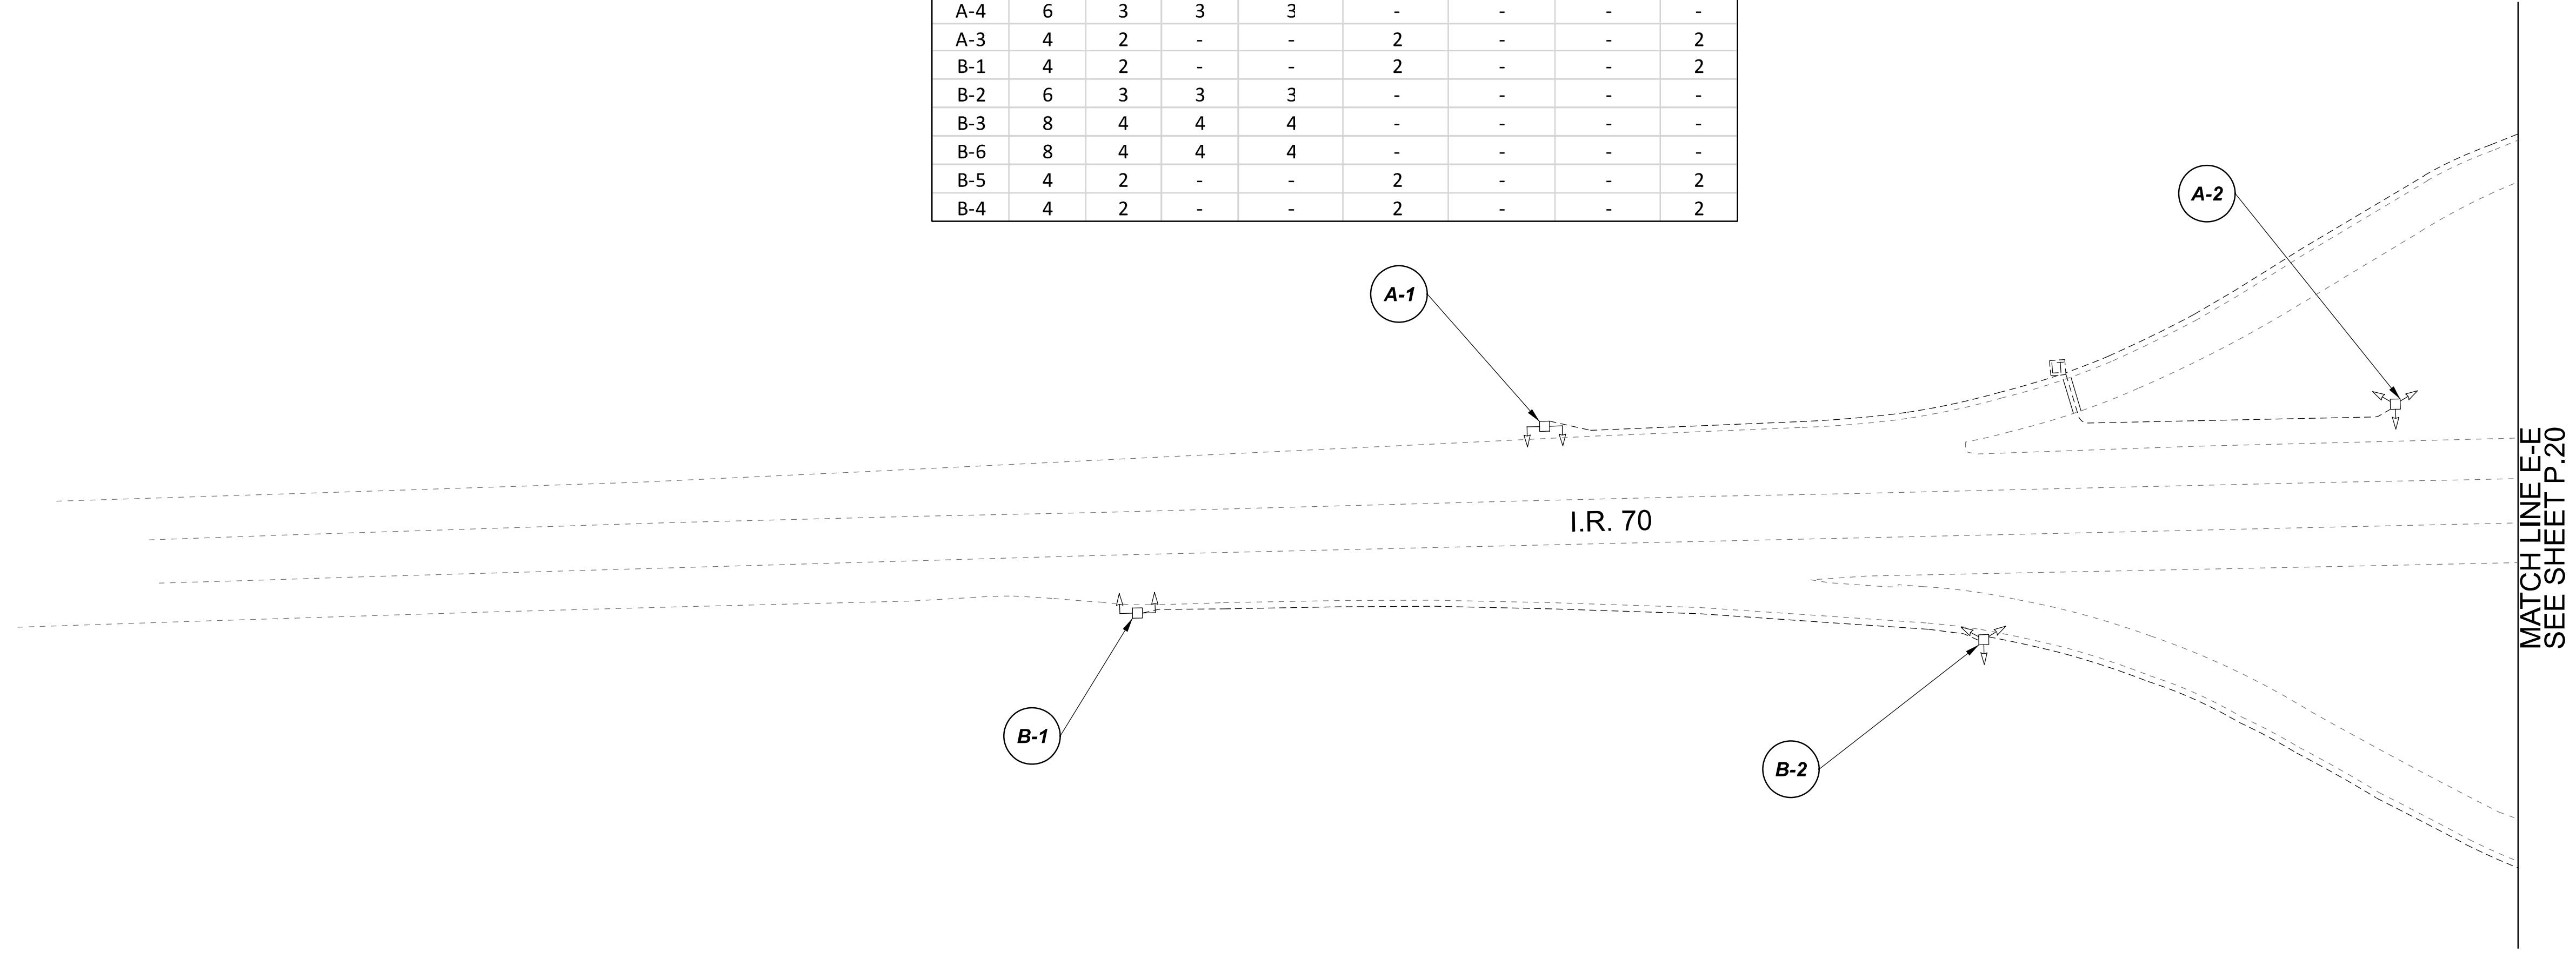 A-4 6 3 3 3 - - - -
A-3 4 2 - - 2 - - 2
B-1 4 2 - - 2 - - 2
B-2 6 3 3 3 - - - -
B-3 8 4 4 4 - - - -
B-6 8 4 4 4 - - - -
B-5 4 2 - - 2 - - 2
B-4 4 2 - - 2 - - 2
A-2
A-1
I.R. 70
B-1
B-2
MATCH LINE E-E
SEE SHEET P.20